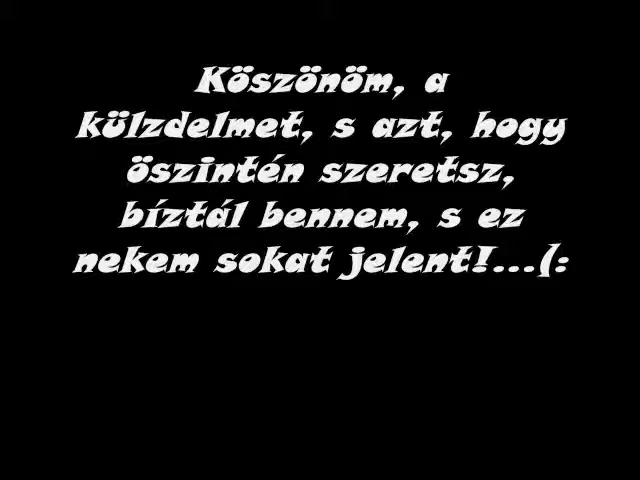 Köszönöm, a
külzdelmet, s azt, hogy
öszintén szeretsz,
bíztál bennem, s ez
nekem sokat jelent!...(: